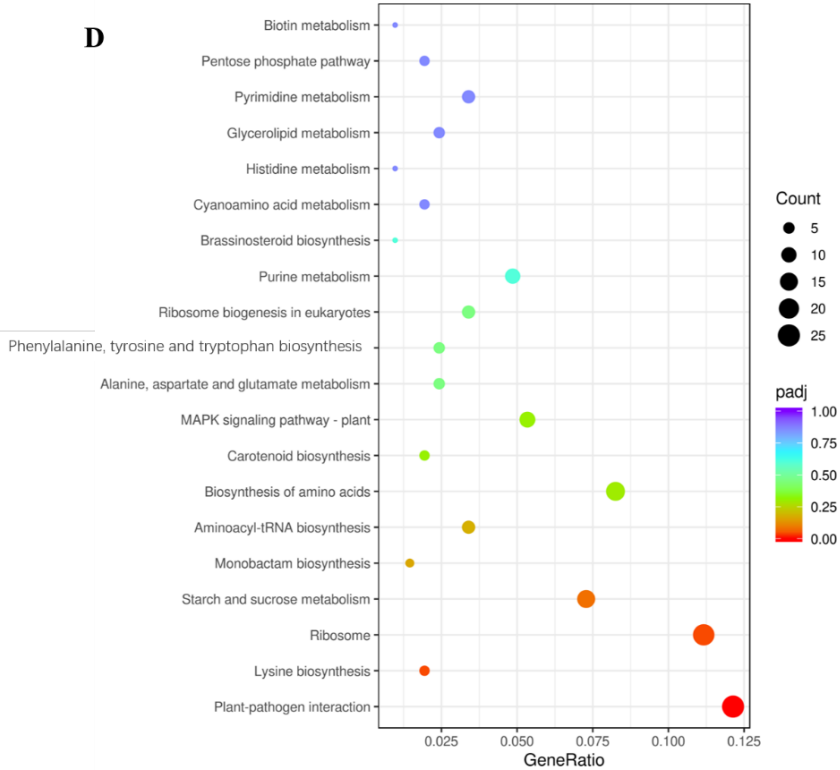 D
Biotin metabolism
Pentose phosphate pathway
Pyrimidine metabolism
Glycerolipid metabolism
Histidine metabolism
Cyanoamino acid metabolism
Brassinosteroid biosynthesis
Purine metabolism
Ribosome biogenesis in eukaryotes
Phenylalanine, tyrosine and tryptophan biosynthesis
Alanine, aspartate and glutamate metabolism
MAPK signaling pathway - plant
Carotenoid biosynthesis
Biosynthesis of amino acids
Aminoacyl-tRNA biosynthesis
Monobactam biosynthesis
Starch and sucrose metabolism
Ribosome
Lysine biosynthesis
Plant-pathogen interaction
0.025 0.050 0.075 0.100 0.125
GeneRatio
Count
5
10
15
20
25
padj
1.00
0.75
0.50
0.25
0.00